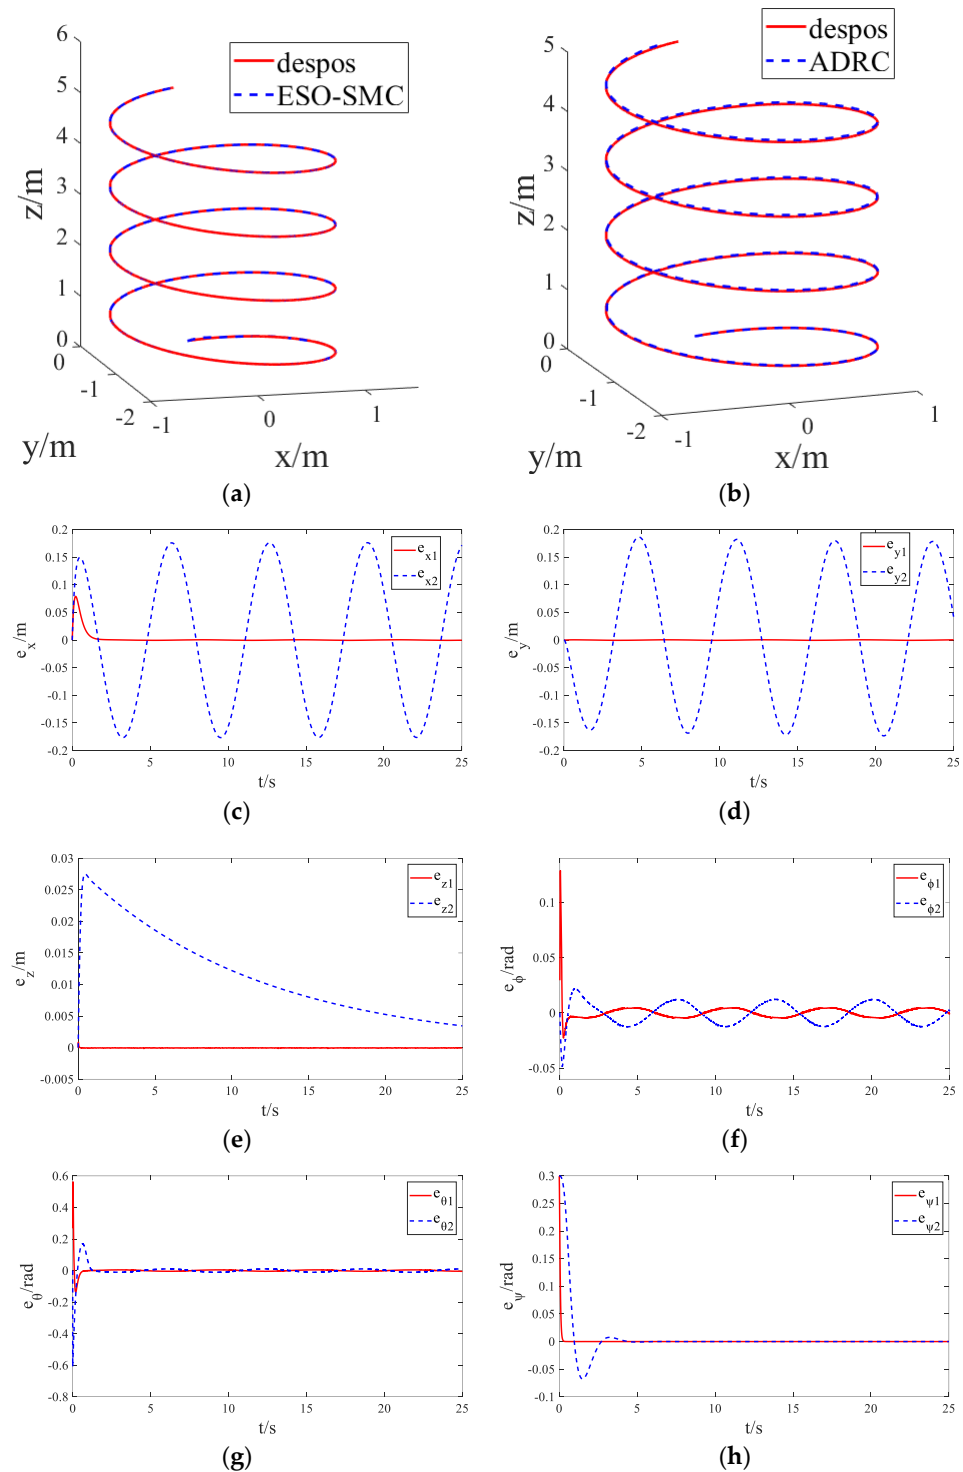 despos
ESO-SMC
6
5
4
3
2
1
0
z/m
0
-1
-2
-1
0
1
y/m
x/m
(a)
despos
ADRC
5
4
3
2
1
0
z/m
0
-1
-2
-1
0
1
y/m
x/m
(b)
0.2
0.15
0.1
0.05
0
-0.05
-0.1
-0.15
-0.2
e_x/m
e_x1
e_x2
0 5 10 15 20 25
t/s
(c)
0.2
0.15
0.1
0.05
0
-0.05
-0.1
-0.15
-0.2
e_y/m
e_y1
e_y2
0 5 10 15 20 25
t/s
(d)
0.03
0.025
0.02
0.015
0.01
0.005
0
-0.005
e_z/m
e_z1
e_z2
0 5 10 15 20 25
t/s
(e)
0.1
0.05
0
-0.05
e_ϕ/rad
e_ϕ1
e_ϕ2
0 5 10 15 20 25
t/s
(f)
0.6
0.4
0.2
0
-0.2
-0.4
-0.6
-0.8
e_θ/rad
e_θ1
e_θ2
0 5 10 15 20 25
t/s
(g)
0.3
0.25
0.2
0.15
0.1
0.05
0
-0.05
-0.1
e_ψ/rad
e_ψ1
e_ψ2
0 5 10 15 20 25
t/s
(h)